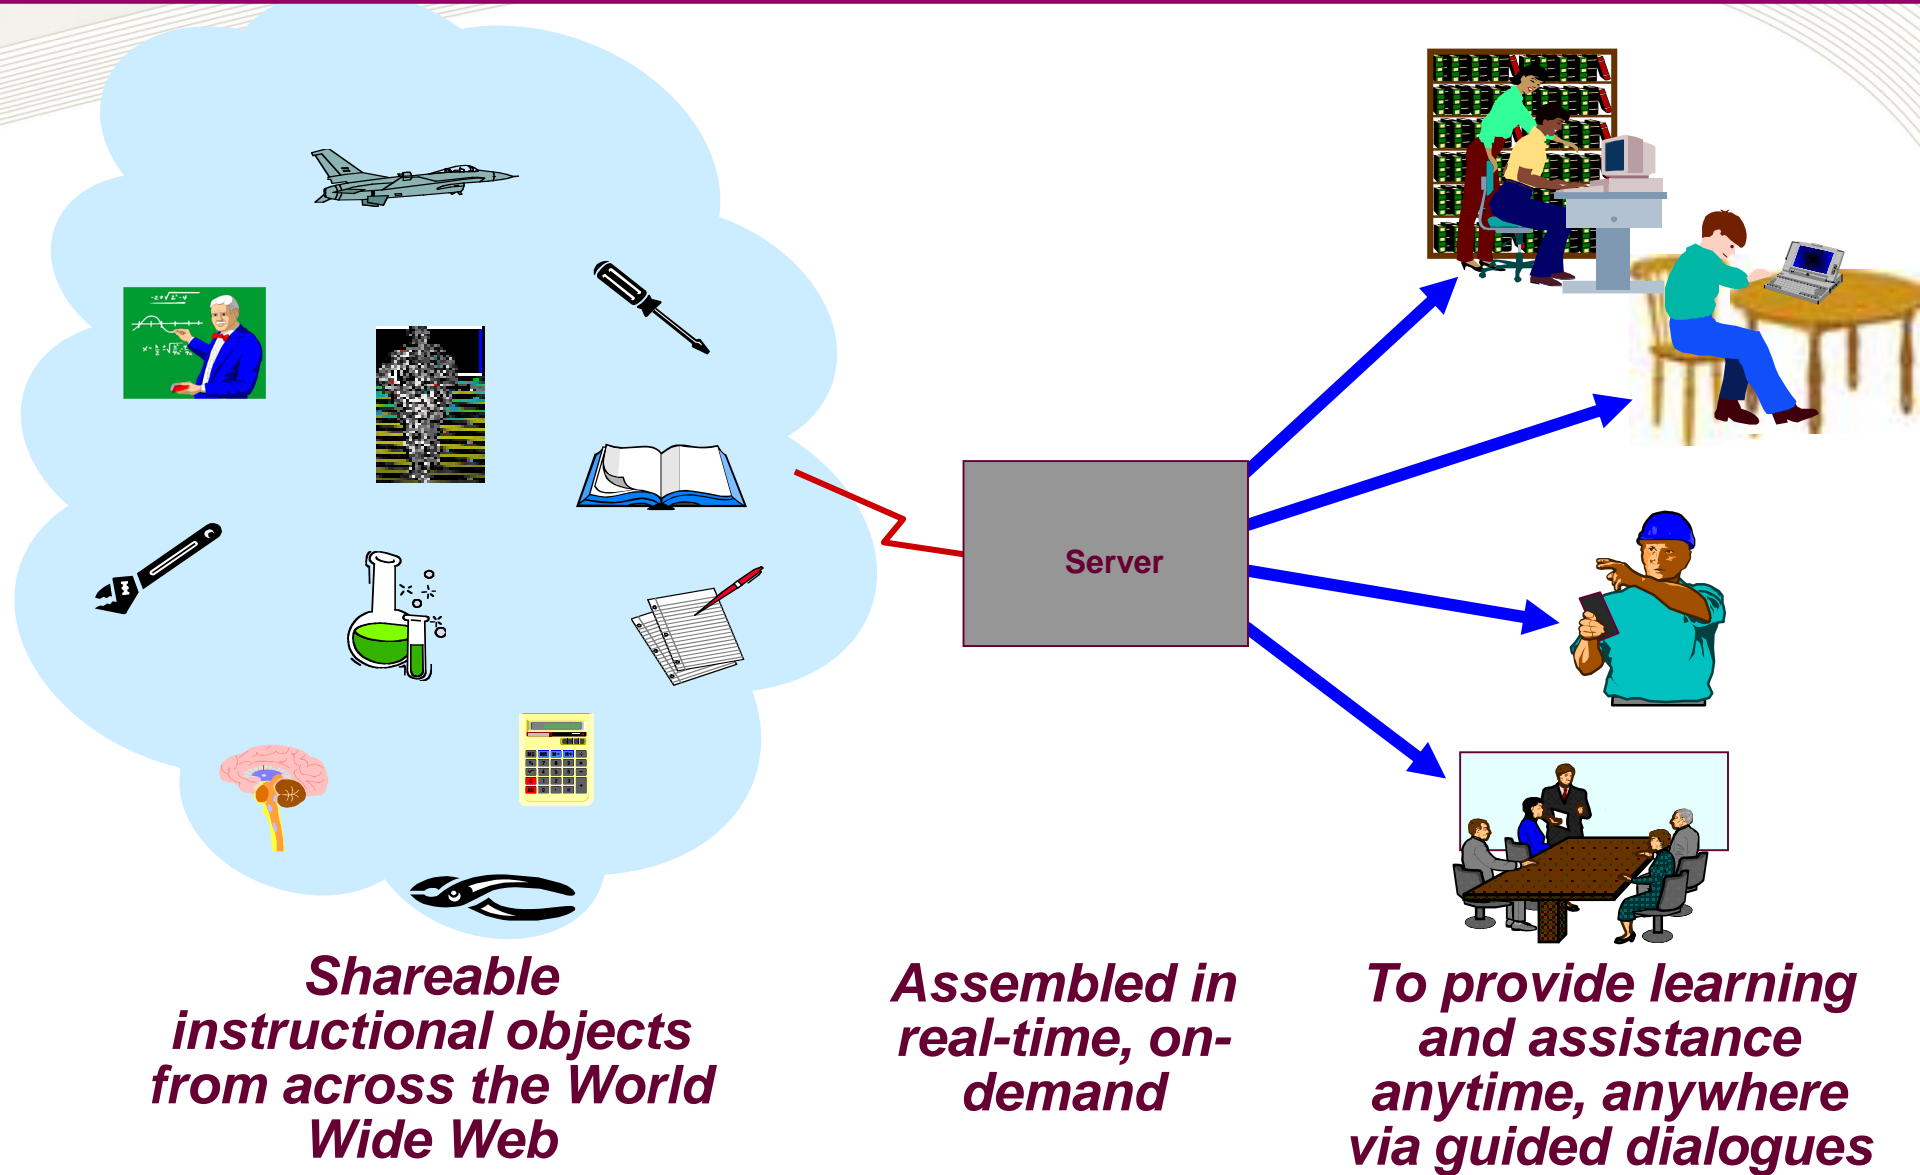 Server
Shareable
instructional objects
from across the World
Wide Web
Assembled in
real-time, on-
demand
To provide learning
and assistance
anytime, anywhere
via guided dialogues